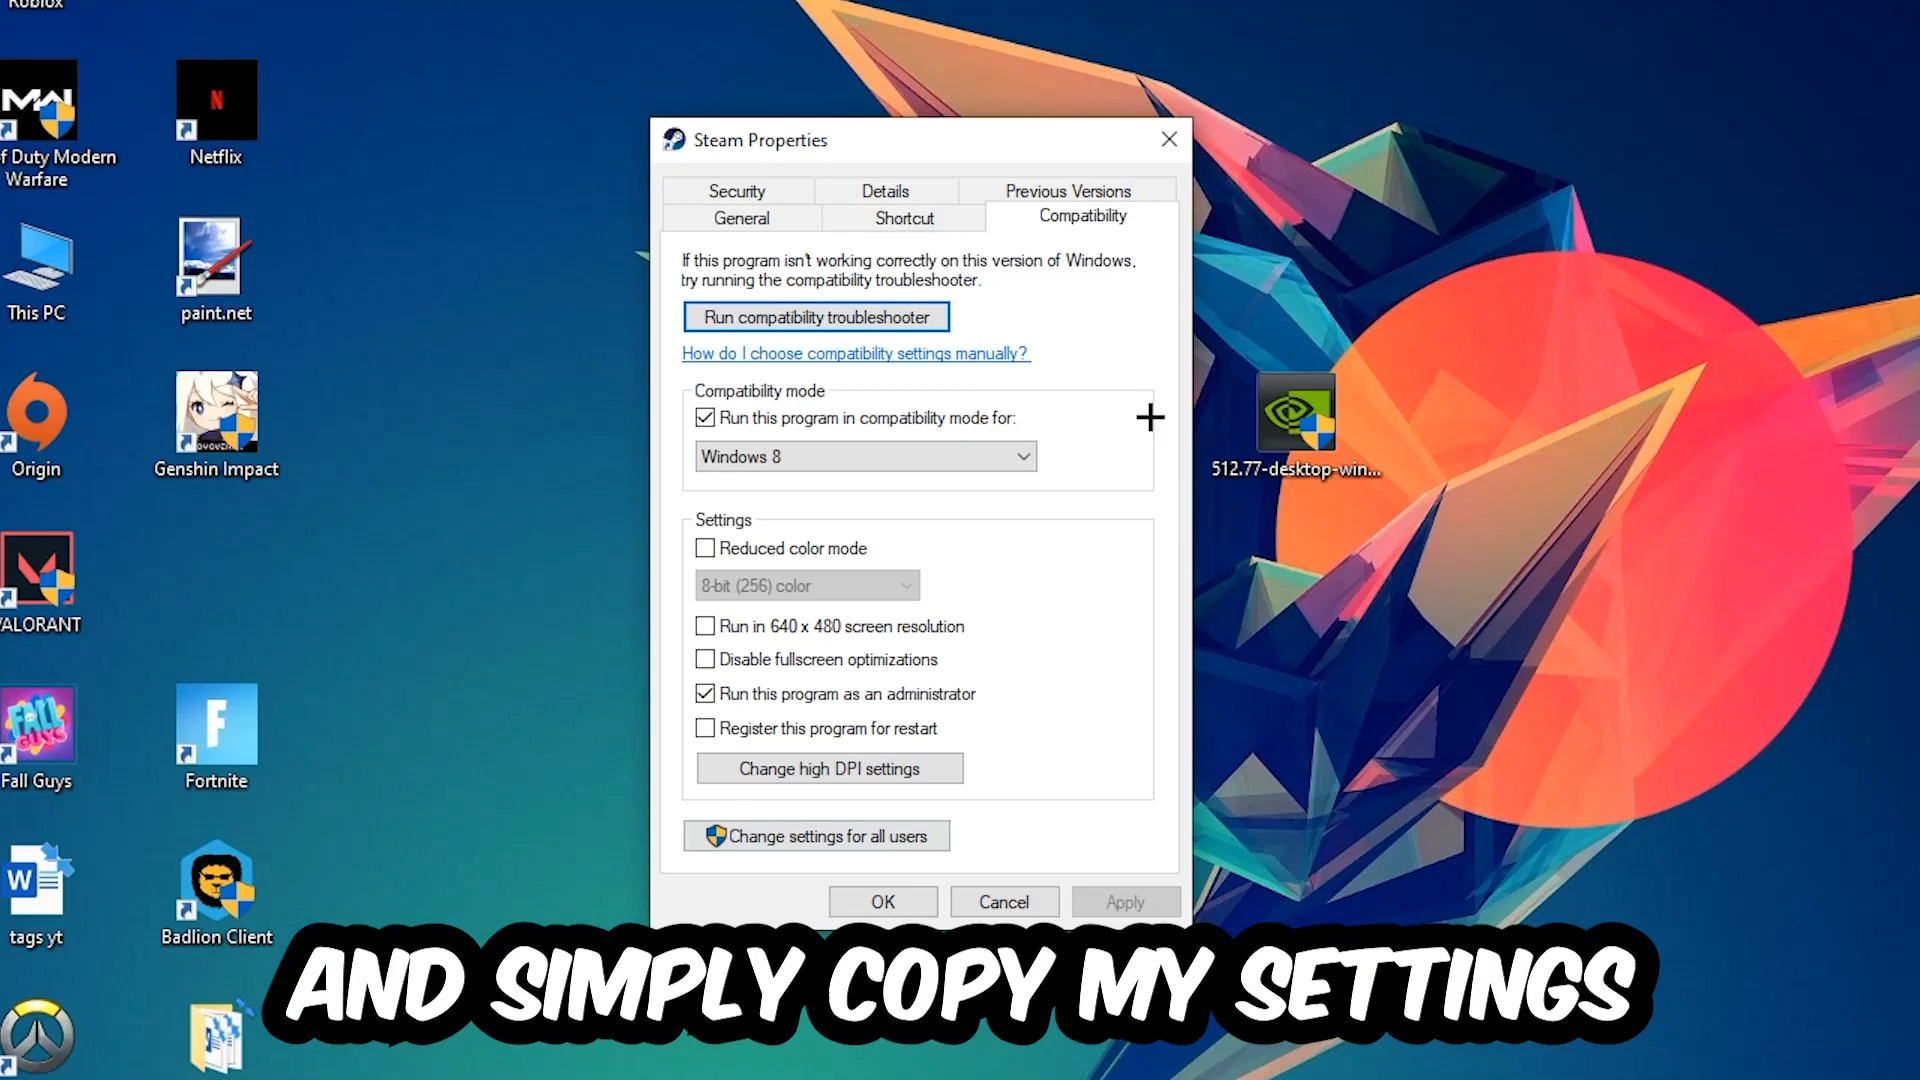 Roblox
f Duty Modern
Warfare
Netflix
This PC
paint.net
Origin
Genshin Impact
VALORANT
FALL
GUYS
Fall Guys
F
Fortnite
W
tags yt
Badlion Client
Steam Properties
Security
Details
Previous Versions
General
Shortcut
Compatibility
If this program isn't working correctly on this version of Windows,
try running the compatibility troubleshooter.
Run compatibility troubleshooter
How do I choose compatibility settings manually?
Compatibility mode
Run this program in compatibility mode for:
Windows 8
Settings
Reduced color mode
8-bit (256) color
Run in 640 x 480 screen resolution
Disable fullscreen optimizations
Run this program as an administrator
Register this program for restart
Change high DPI settings
Change settings for all users
OK
Cancel
Apply
512.77-desktop-win...
AND SIMPLY COPY MY SETTINGS